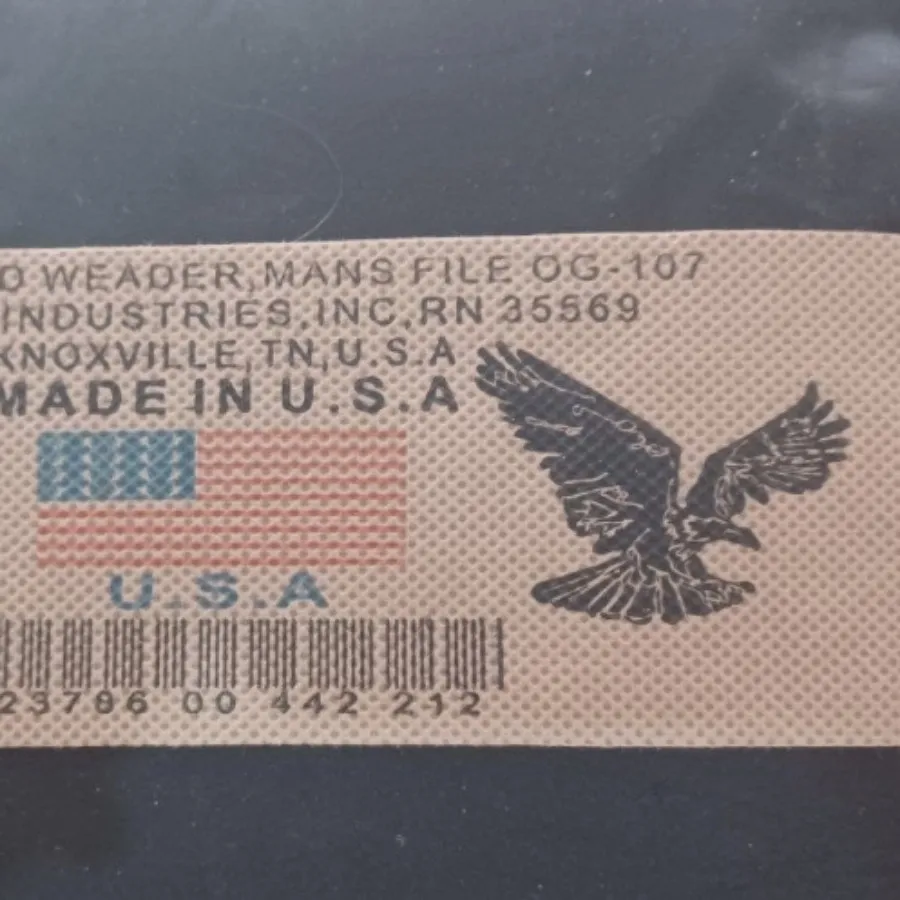 D WEADER,MANS FILE OG-107
INDUSTRIES,INC,RN 35569
KNOXVILLE,TN,U.S.A
MADE IN U.S.A
U.S.A
23786 00 442 212